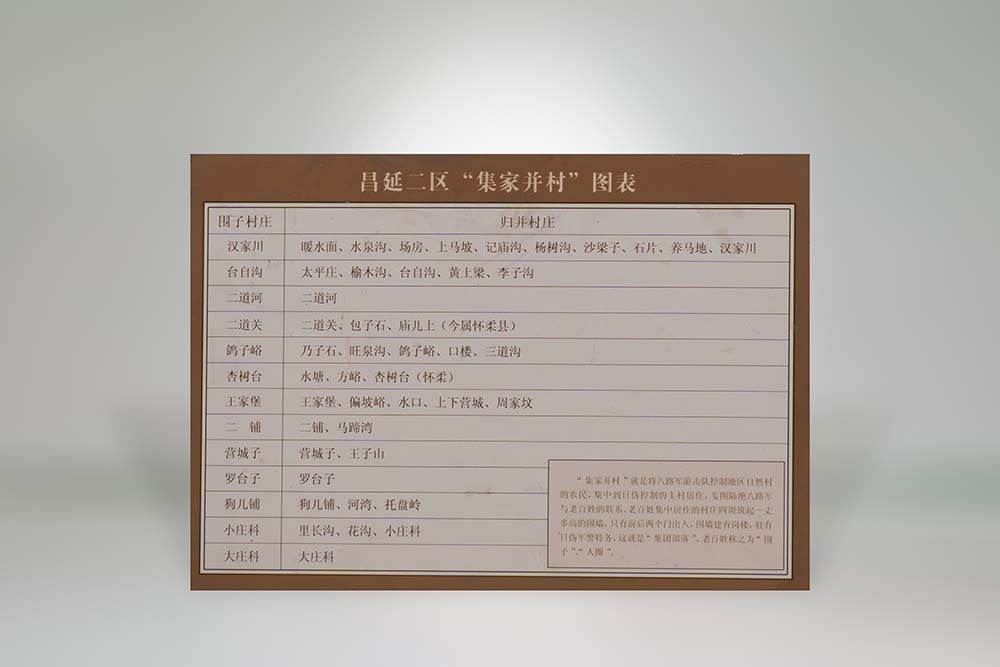 昌延二区“集家并村”图表
围子村庄 归并村庄
汉家川 暖水面、水泉沟、场房、上马坡、记庙沟、杨树沟、沙梁子、石片、养马地、汉家川
台自沟 太平庄、榆木沟、台自沟、黄土梁、李子沟
二道河 二道河
二道关 二道关、包子石、庙儿上（今属怀柔县）
鸽子峪 乃子石、旺泉沟、鸽子峪、口楼、三道沟
杏树台 水塘、方峪、杏树台（怀柔）
王家堡 王家堡、偏坡峪、水口、上下营城、周家坟
二 铺 二铺、马蹄湾
营城子 营城子、王子山
罗台子 罗台子
狗儿铺 狗儿铺、河湾、托盘岭
小庄科 里长沟、花沟、小庄科
大庄科 大庄科
“集家并村”就是将八路军游击队控制地区自然村
的农民，集中到日伪控制的主村居住，妄图隔绝八路军
与老百姓的联系。老百姓集中居住的村庄四周筑起一丈
多高的围墙，只有前后两个门出入，围墙建有岗楼，驻有
日伪军警特务，这就是“集团部落”。老百姓称之为“围
子”、“人圈”。